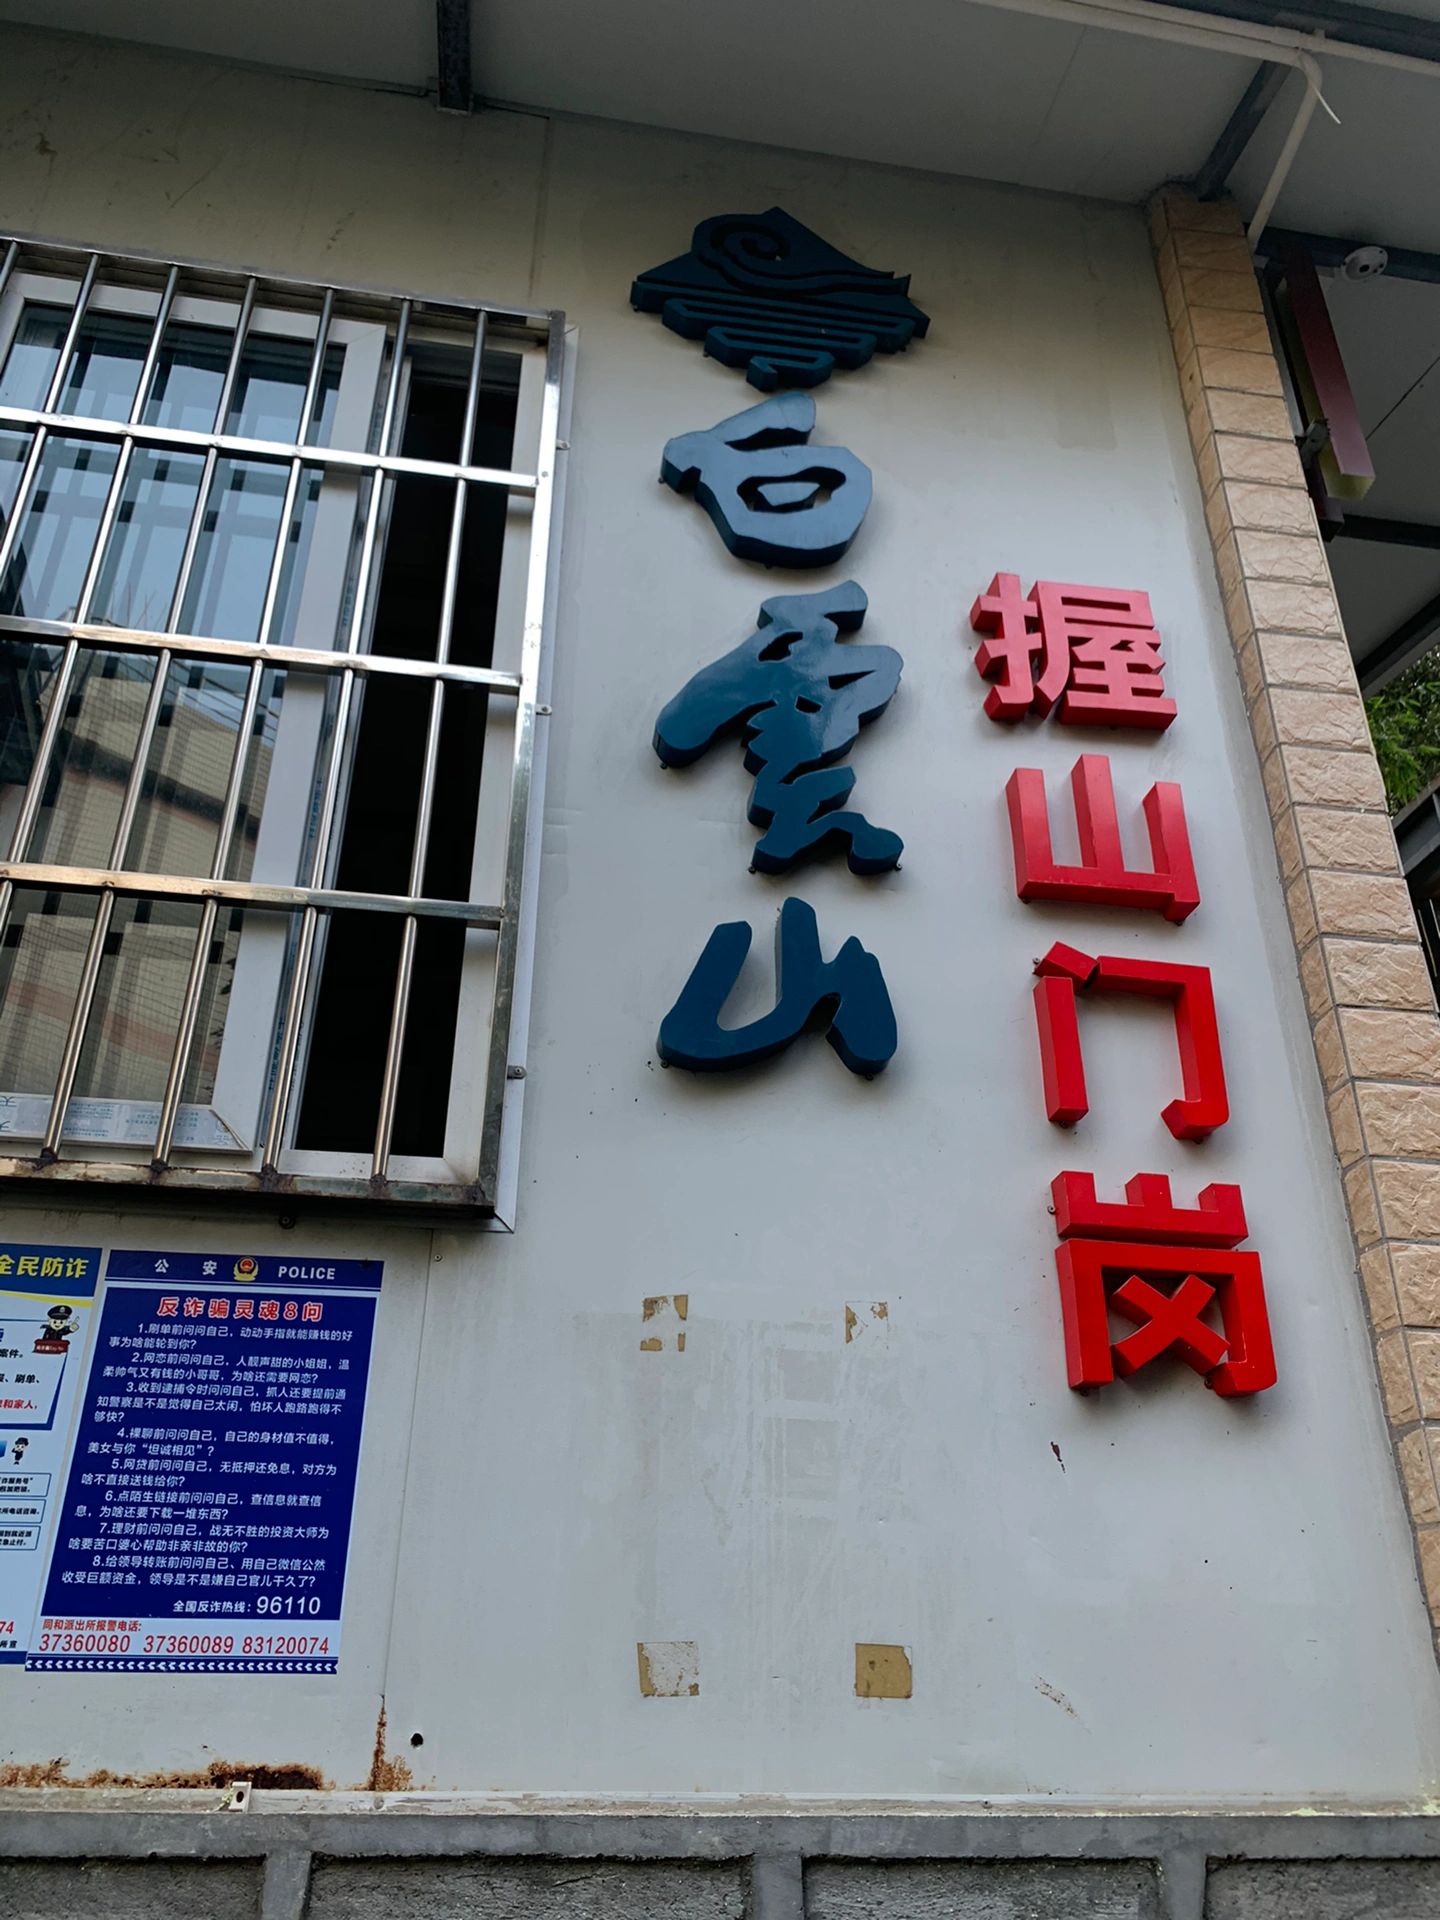 白雲山
握山门岗
全民防诈
案件。
刷单、
和家人，
公 安 POLICE
反诈骗灵魂8问
1.刷单前问问自己，动动手指就能赚钱的好
事为啥能轮到你？
2.网恋前问问自己，人靓声甜的小姐姐，温
柔帅气又有钱的小哥哥，为啥还需要网恋？
3.收到逮捕令时问问自己，抓人还要提前通
知警察是不是觉得自己太闲，怕坏人跑路跑得不
够快？
4.裸聊前问问自己，自己的身材值不值得，
美女与你“坦诚相见”？
5.网贷前问问自己，无抵押还免息，对方为
啥不直接送钱给你？
6.点陌生链接前问问自己，查信息就查信
息，为啥还要下载一堆东西？
7.理财前问问自己，战无不胜的投资大师为
啥要苦口婆心帮助非亲非故的你？
8.给领导转账前问问自己、用自己微信公然
收受巨额资金，领导是不是嫌自己官儿干久了？
全国反诈热线：96110
同和派出所报警电话：
37360080 37360089 83120074